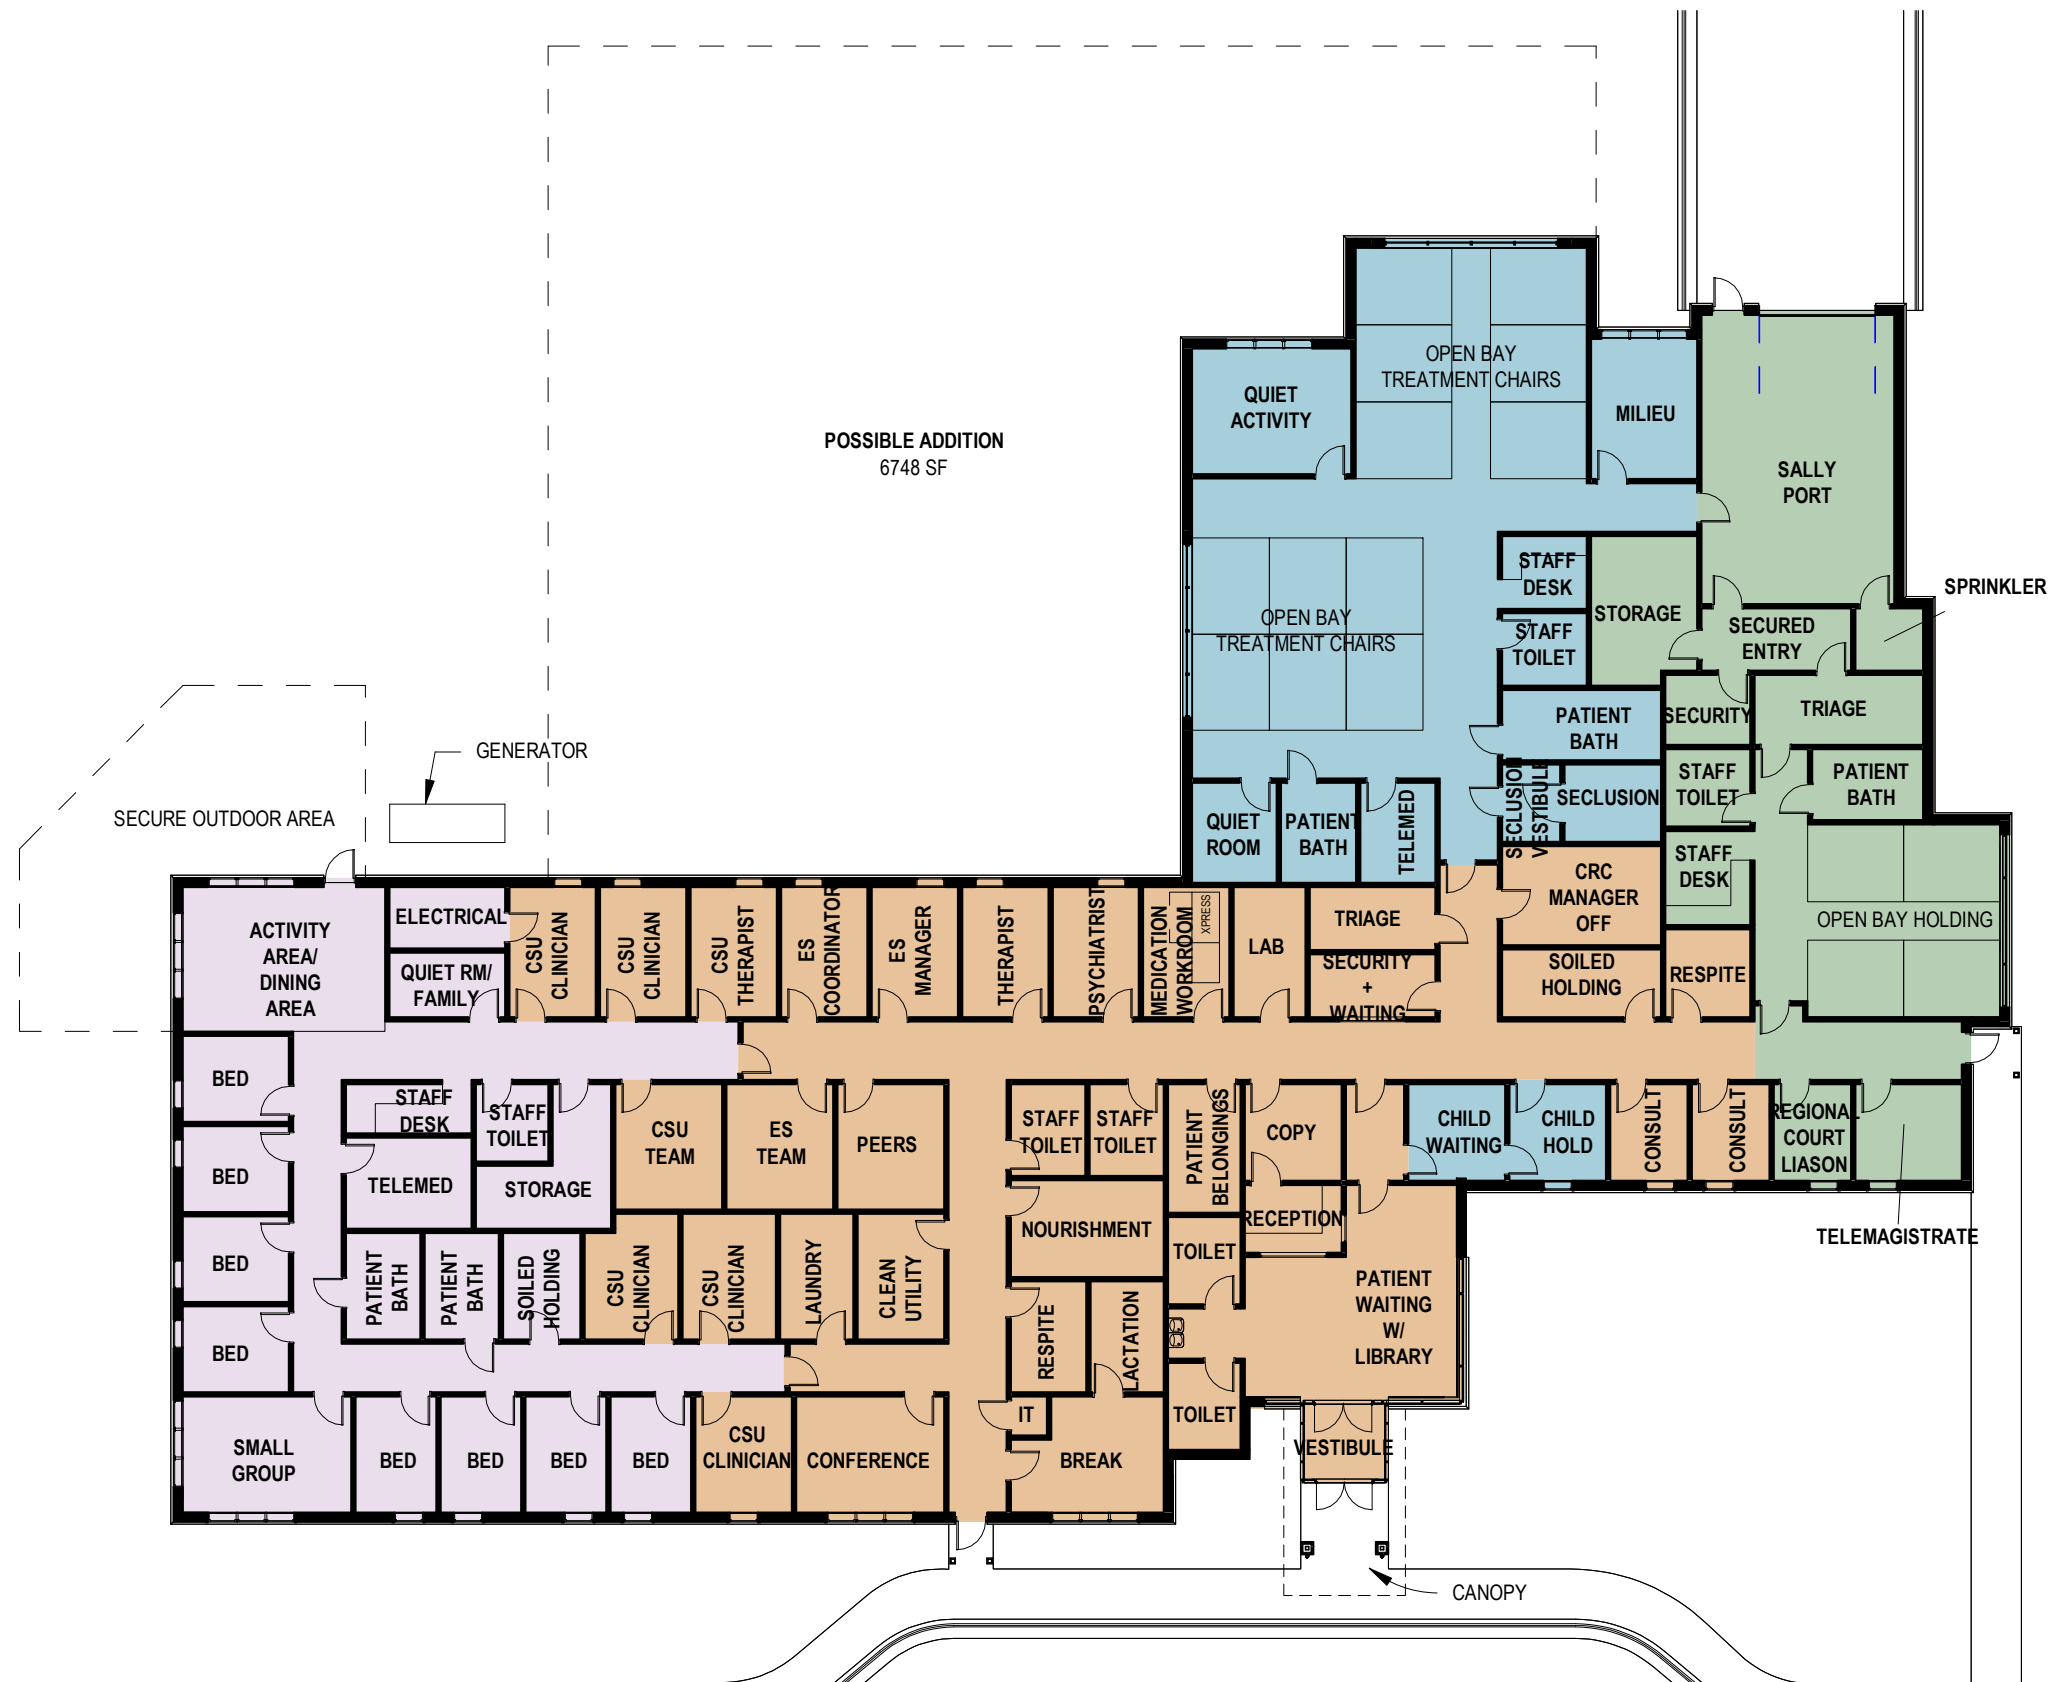 OPEN BAY
TREATMENT CHAIRS
QUIET
ACTIVITY
MILIEU
POSSIBLE ADDITION
6748 SF
SALLY
PORT
STAFF
DESK
SPRINKLER
OPEN BAY
TREATMENT CHAIRS
STORAGE
STAFF
TOILET
SECURED
ENTRY
PATIENT
BATH
SECURITY
TRIAGE
GENERATOR
SECURE OUTDOOR AREA
QUIET
ROOM
PATIENT
BATH
TELEMED
SECLUSION
VESTIBULE
SECLUSION
STAFF
TOILET
PATIENT
BATH
STAFF
DESK
CRC
MANAGER
OFF
OPEN BAY HOLDING
ACTIVITY
AREA/
DINING
AREA
ELECTRICAL
QUIET RM/
FAMILY
CSU
CLINICIAN
CSU
CLINICIAN
CSU
THERAPIST
ES
COORDINATOR
ES
MANAGER
THERAPIST
PSYCHIATRIST
MEDICATION
WORKROOM
XPRESS
LAB
TRIAGE
SECURITY
+
WAITING
SOILED
HOLDING
RESPITE
BED
STAFF
DESK
STAFF
TOILET
CSU
TEAM
ES
TEAM
PEERS
STAFF
TOILET
STAFF
TOILET
PATIENT
BELONGINGS
COPY
CHILD
WAITING
CHILD
HOLD
CONSULT
CONSULT
REGIONAL
COURT
LIASON
BED
TELEMED
STORAGE
NOURISHMENT
RECEPTION
TELEMAGISTRATE
BED
PATIENT
BATH
PATIENT
BATH
SOILED
HOLDING
CSU
CLINICIAN
CSU
CLINICIAN
LAUNDRY
CLEAN
UTILITY
TOILET
PATIENT
WAITING
W/
LIBRARY
BED
RESPITE
LACTATION
SMALL
GROUP
BED
BED
BED
BED
CSU
CLINICIAN
CONFERENCE
IT
BREAK
TOILET
VESTIBULE
CANOPY